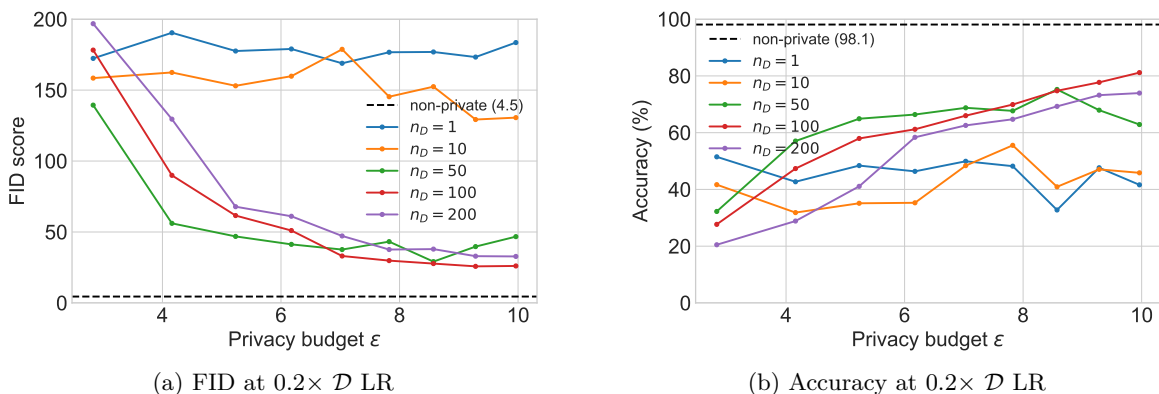 200
150
100
50
0
FID score
non-private (4.5)
n_D = 1
n_D = 10
n_D = 50
n_D = 100
n_D = 200
4
6
8
10
Privacy budget ε
(a) FID at 0.2× 𝒟 LR
100
80
60
40
20
0
Accuracy (%)
non-private (98.1)
n_D = 1
n_D = 10
n_D = 50
n_D = 100
n_D = 200
4
6
8
10
Privacy budget ε
(b) Accuracy at 0.2× 𝒟 LR